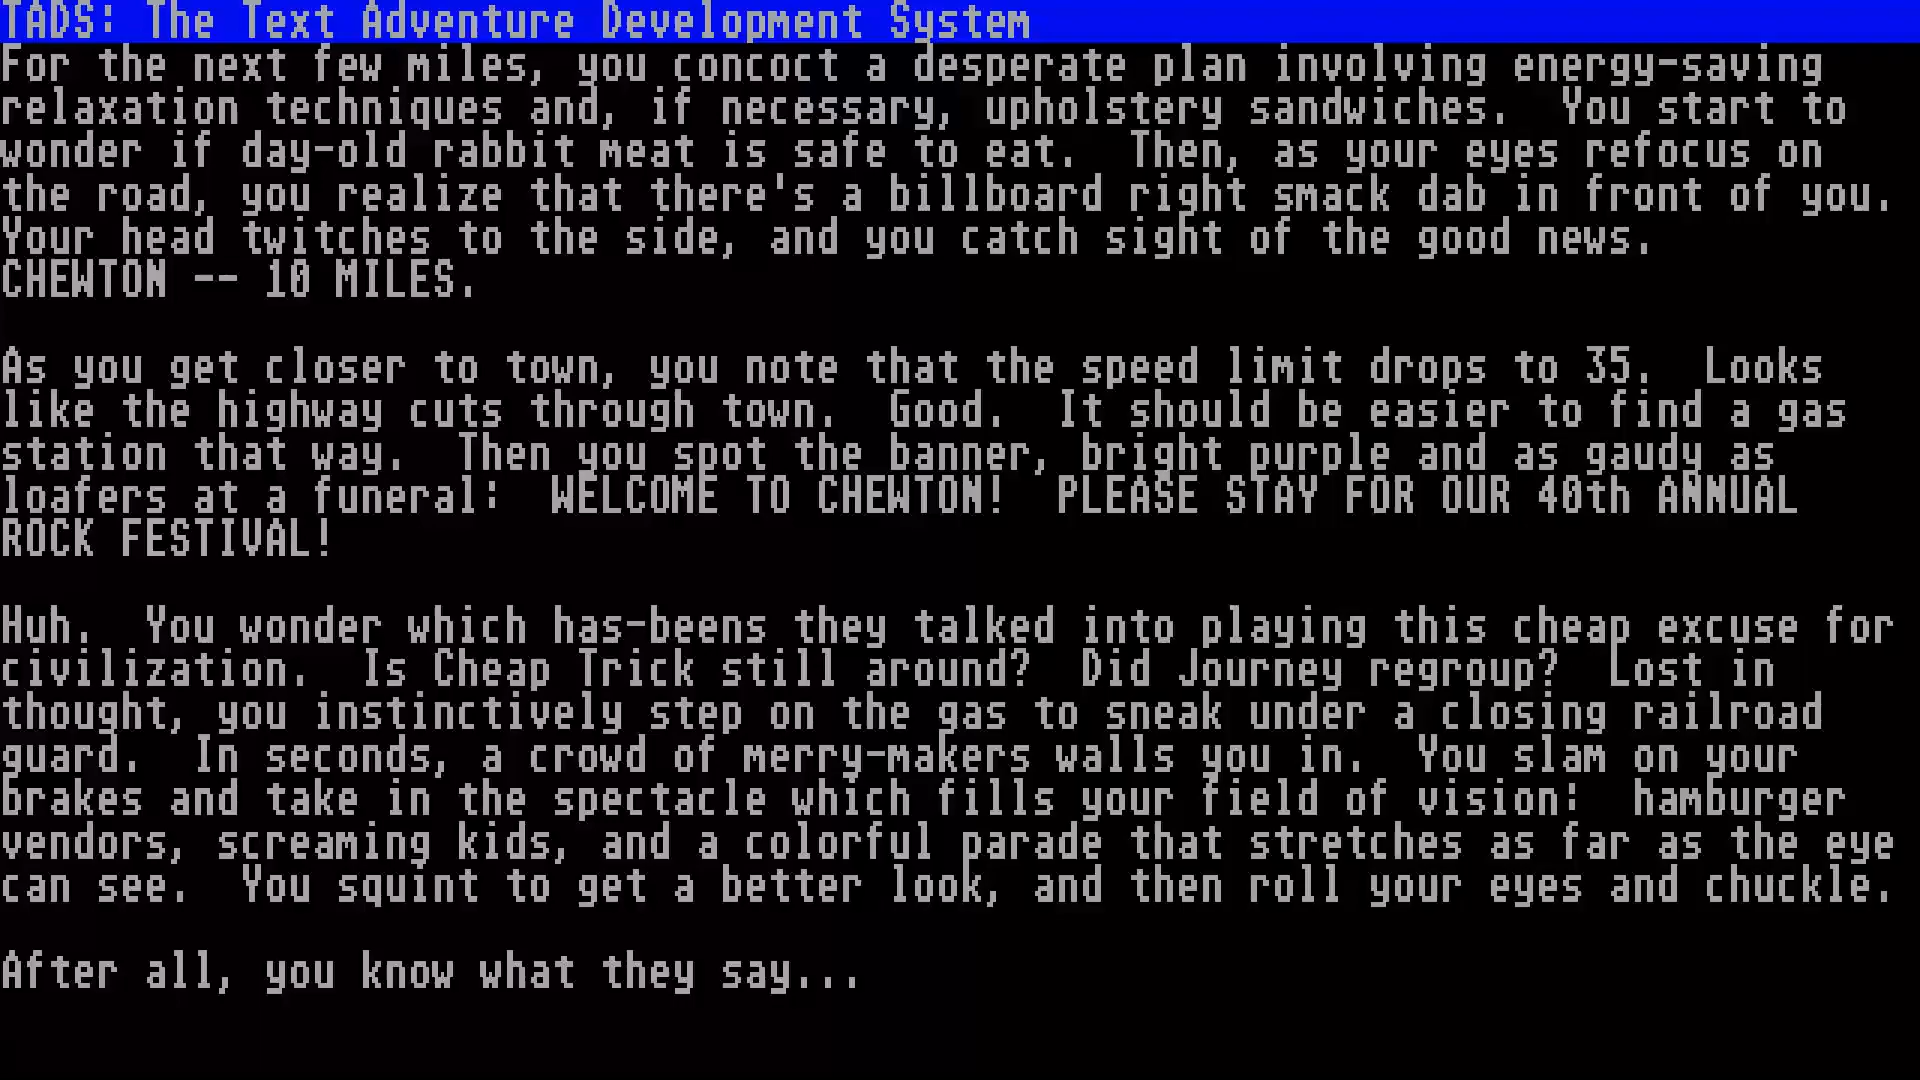 TADS: The Text Adventure Development System
For the next few miles, you concoct a desperate plan involving energy-saving
relaxation techniques and, if necessary, upholstery sandwiches.  You start to
wonder if day-old rabbit meat is safe to eat.  Then, as your eyes refocus on
the road, you realize that there's a billboard right smack dab in front of you.
Your head twitches to the side, and you catch sight of the good news.
CHEWTON -- 10 MILES.

As you get closer to town, you note that the speed limit drops to 35.  Looks
like the highway cuts through town.  Good.  It should be easier to find a gas
station that way.  Then you spot the banner, bright purple and as gaudy as
loafers at a funeral:  WELCOME TO CHEWTON!  PLEASE STAY FOR OUR 40th ANNUAL
ROCK FESTIVAL!

Huh.  You wonder which has-beens they talked into playing this cheap excuse for
civilization.  Is Cheap Trick still around?  Did Journey regroup?  Lost in
thought, you instinctively step on the gas to sneak under a closing railroad
guard.  In seconds, a crowd of merry-makers walls you in.  You slam on your
brakes and take in the spectacle which fills your field of vision:  hamburger
vendors, screaming kids, and a colorful parade that stretches as far as the eye
can see.  You squint to get a better look, and then roll your eyes and chuckle.

After all, you know what they say...